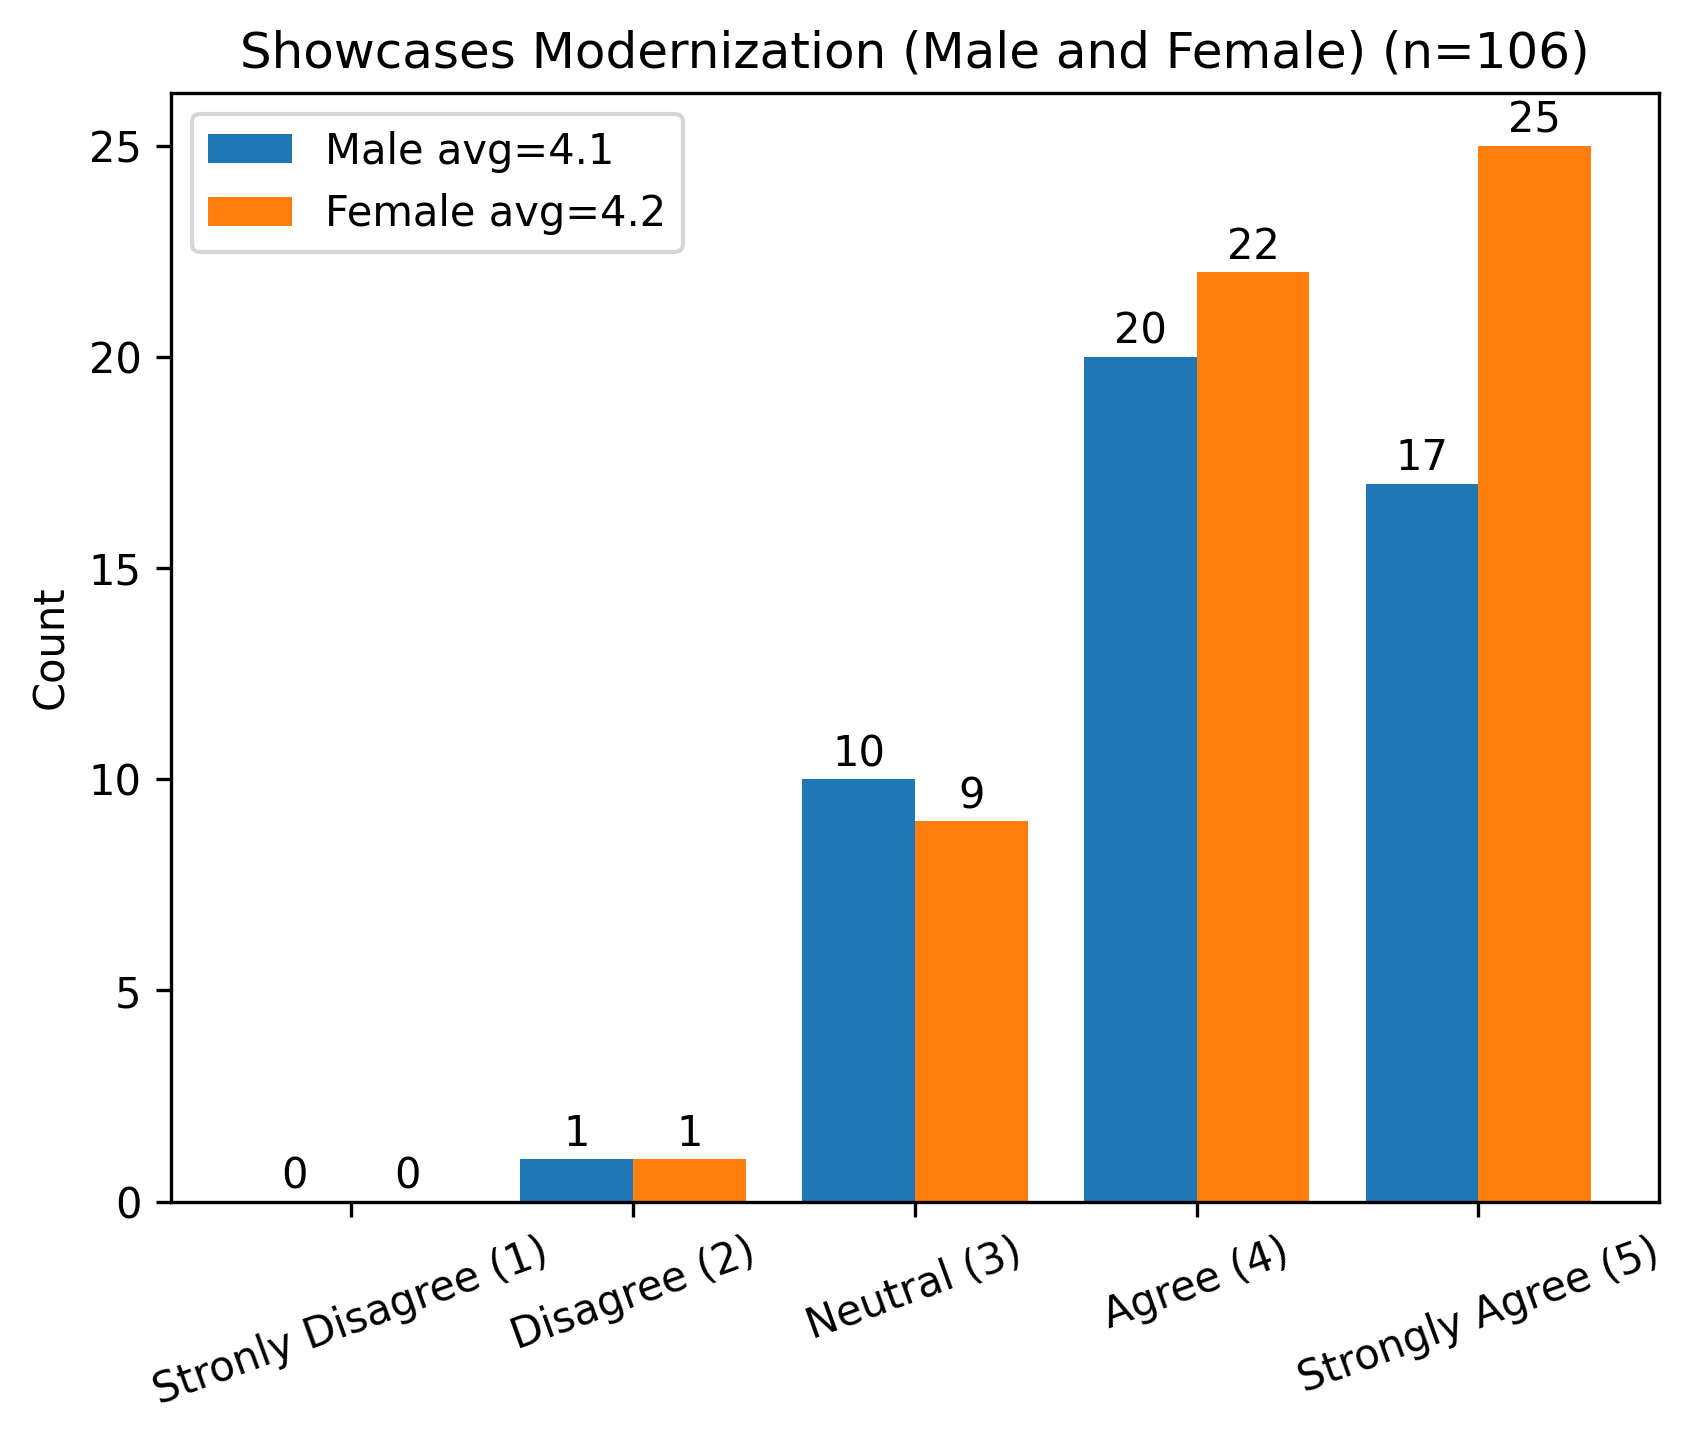 Showcases Modernization (Male and Female) (n=106)
Male avg=4.1
Female avg=4.2
Count
25
20
15
10
5
0
0
0
1
1
10
9
20
22
17
25
Stronly Disagree (1)
Disagree (2)
Neutral (3)
Agree (4)
Strongly Agree (5)